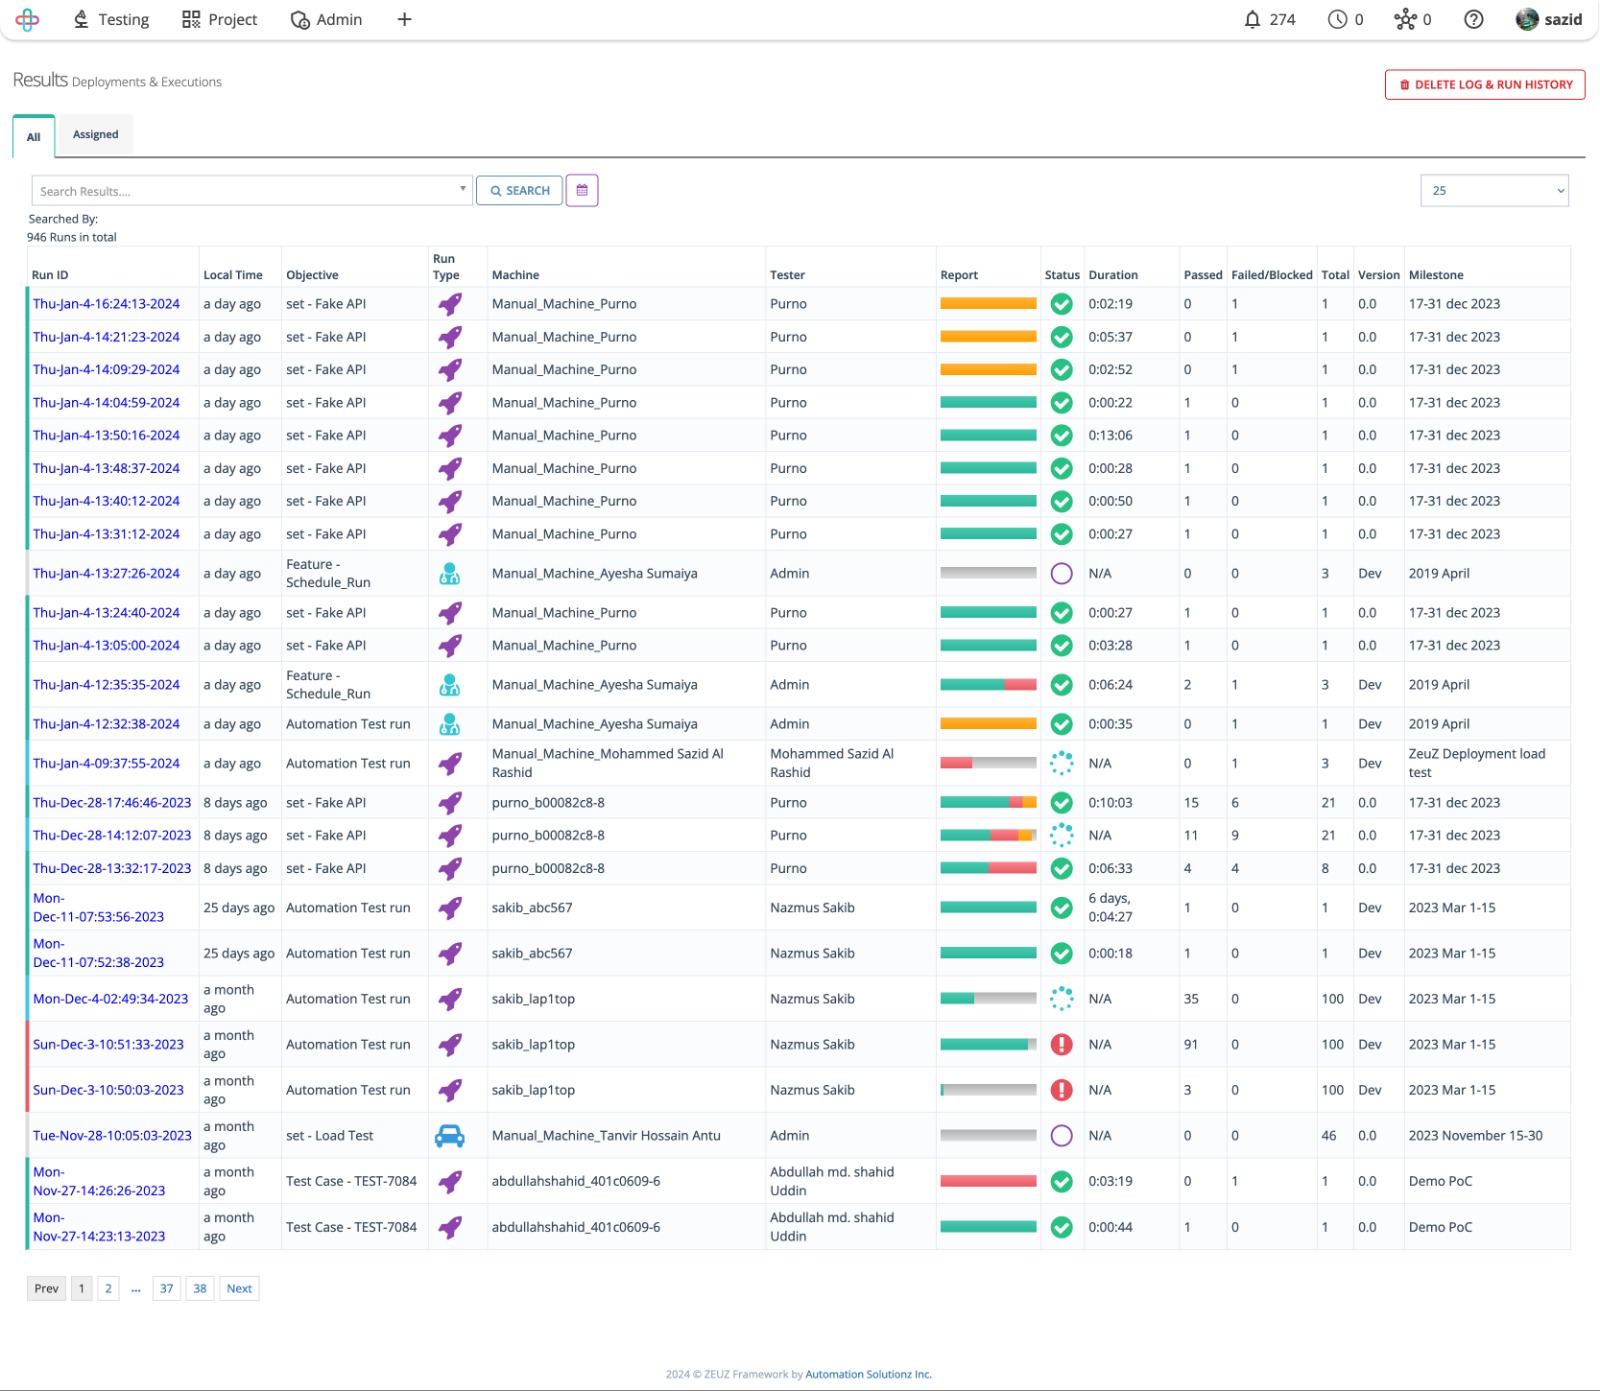 Testing Project Admin + 274 0 0 sazid
Results Deployments & Executions
DELETE LOG & RUN HISTORY
All Assigned
Search Results.... SEARCH 25
Searched By:
946 Runs in total
Run ID Local Time Objective Run Type Machine Tester Report Status Duration Passed Failed/Blocked Total Version Milestone
Thu-Jan-4-16:24:13-2024 a day ago set - Fake API Manual_Machine_Purno Purno 0:02:19 0 1 1 0.0 17-31 dec 2023
Thu-Jan-4-14:21:23-2024 a day ago set - Fake API Manual_Machine_Purno Purno 0:05:37 0 1 1 0.0 17-31 dec 2023
Thu-Jan-4-14:09:29-2024 a day ago set - Fake API Manual_Machine_Purno Purno 0:02:52 0 1 1 0.0 17-31 dec 2023
Thu-Jan-4-14:04:59-2024 a day ago set - Fake API Manual_Machine_Purno Purno 0:00:22 1 0 1 0.0 17-31 dec 2023
Thu-Jan-4-13:50:16-2024 a day ago set - Fake API Manual_Machine_Purno Purno 0:13:06 1 0 1 0.0 17-31 dec 2023
Thu-Jan-4-13:48:37-2024 a day ago set - Fake API Manual_Machine_Purno Purno 0:00:28 1 0 1 0.0 17-31 dec 2023
Thu-Jan-4-13:40:12-2024 a day ago set - Fake API Manual_Machine_Purno Purno 0:00:50 1 0 1 0.0 17-31 dec 2023
Thu-Jan-4-13:31:12-2024 a day ago set - Fake API Manual_Machine_Purno Purno 0:00:27 1 0 1 0.0 17-31 dec 2023
Thu-Jan-4-13:27:26-2024 a day ago Feature - Schedule_Run Manual_Machine_Ayesha Sumaiya Admin N/A 0 0 3 Dev 2019 April
Thu-Jan-4-13:24:40-2024 a day ago set - Fake API Manual_Machine_Purno Purno 0:00:27 1 0 1 0.0 17-31 dec 2023
Thu-Jan-4-13:05:00-2024 a day ago set - Fake API Manual_Machine_Purno Purno 0:03:28 1 0 1 0.0 17-31 dec 2023
Thu-Jan-4-12:35:35-2024 a day ago Feature - Schedule_Run Manual_Machine_Ayesha Sumaiya Admin 0:06:24 2 1 3 Dev 2019 April
Thu-Jan-4-12:32:38-2024 a day ago Automation Test run Manual_Machine_Ayesha Sumaiya Admin 0:00:35 0 1 1 Dev 2019 April
Thu-Jan-4-09:37:55-2024 a day ago Automation Test run Manual_Machine_Mohammed Sazid Al Rashid Mohammed Sazid Al Rashid N/A 0 1 3 Dev ZeuZ Deployment load test
Thu-Dec-28-17:46:46-2023 8 days ago set - Fake API purno_b00082c8-8 Purno 0:10:03 15 6 21 0.0 17-31 dec 2023
Thu-Dec-28-14:12:07-2023 8 days ago set - Fake API purno_b00082c8-8 Purno N/A 11 9 21 0.0 17-31 dec 2023
Thu-Dec-28-13:32:17-2023 8 days ago set - Fake API purno_b00082c8-8 Purno 0:06:33 4 4 8 0.0 17-31 dec 2023
Mon-Dec-11-07:53:56-2023 25 days ago Automation Test run sakib_abc567 Nazmus Sakib 6 days, 0:04:27 1 0 1 Dev 2023 Mar 1-15
Mon-Dec-11-07:52:38-2023 25 days ago Automation Test run sakib_abc567 Nazmus Sakib 0:00:18 1 0 1 Dev 2023 Mar 1-15
Mon-Dec-4-02:49:34-2023 a month ago Automation Test run sakib_lap1top Nazmus Sakib N/A 35 0 100 Dev 2023 Mar 1-15
Sun-Dec-3-10:51:33-2023 a month ago Automation Test run sakib_lap1top Nazmus Sakib N/A 91 0 100 Dev 2023 Mar 1-15
Sun-Dec-3-10:50:03-2023 a month ago Automation Test run sakib_lap1top Nazmus Sakib N/A 3 0 100 Dev 2023 Mar 1-15
Tue-Nov-28-10:05:03-2023 a month ago set - Load Test Manual_Machine_Tanvir Hossain Antu Admin N/A 0 0 46 0.0 2023 November 15-30
Mon-Nov-27-14:26:26-2023 a month ago Test Case - TEST-7084 abdullahshahid_401c0609-6 Abdullah md. shahid Uddin 0:03:19 0 1 1 0.0 Demo PoC
Mon-Nov-27-14:23:13-2023 a month ago Test Case - TEST-7084 abdullahshahid_401c0609-6 Abdullah md. shahid Uddin 0:00:44 1 0 1 0.0 Demo PoC
Prev 1 2 ... 37 38 Next
2024 © ZEUZ Framework by Automation Solutionz Inc.